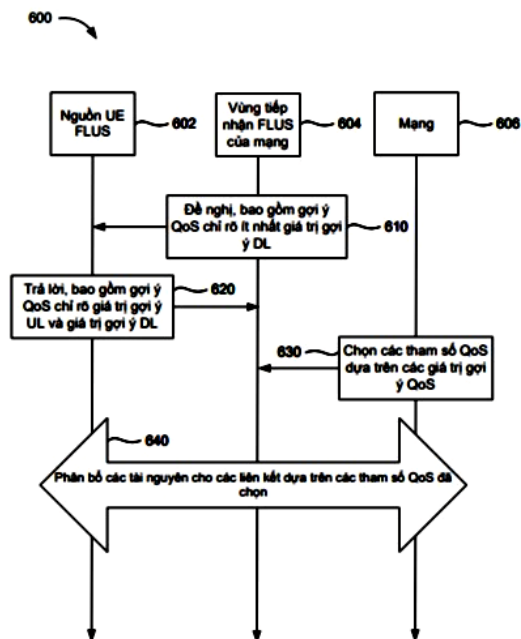 600
Nguồn UE
FLUS
602
Vùng tiếp
nhận FLUS
của mạng
604
Mạng
606
Đề nghị, bao gồm gợi ý
QoS chỉ rõ ít nhất giá trị gợi
ý DL
610
Trả lời, bao gồm gợi ý
QoS chỉ rõ giá trị gợi ý
UL và giá trị gợi ý DL
620
630
Chọn các tham số QoS
dựa trên các giá trị gợi
ý QoS
640
Phân bổ các tài nguyên cho các liên kết dựa trên các tham số QoS đã
chọn